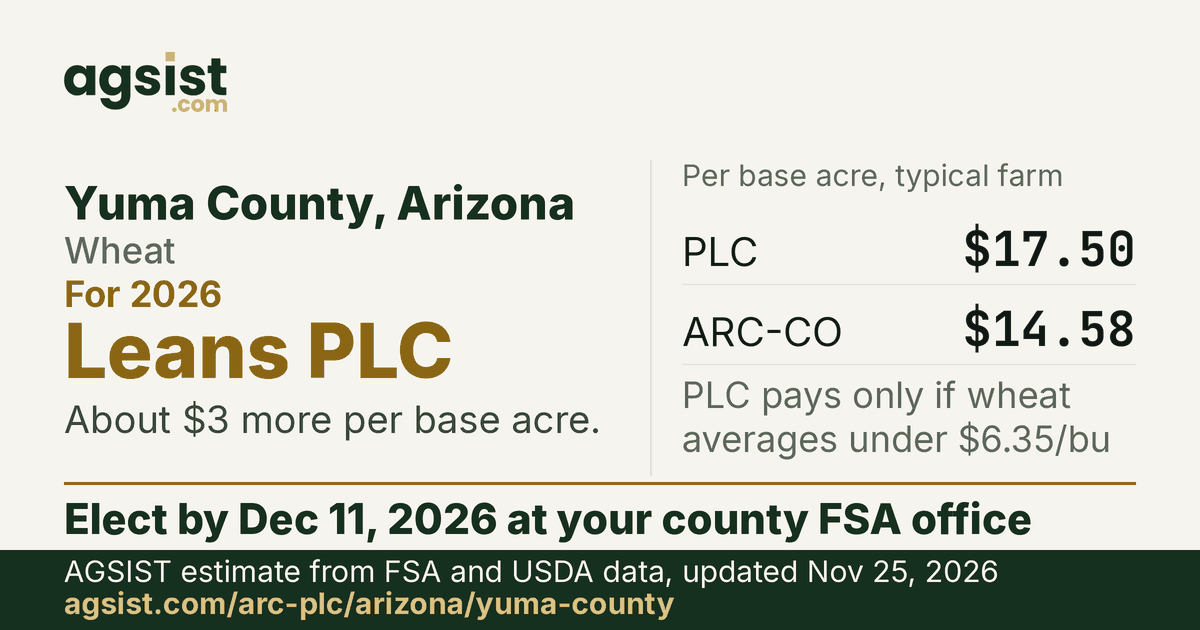 agsist
.com
Yuma County, Arizona
Wheat
For 2026
Leans PLC
About $3 more per base acre.
Per base acre, typical farm
PLC $17.50
ARC-CO $14.58
PLC pays only if wheat
averages under $6.35/bu
Elect by Dec 11, 2026 at your county FSA office
AGSIST estimate from FSA and USDA data, updated Nov 25, 2026
agsist.com/arc-plc/arizona/yuma-county